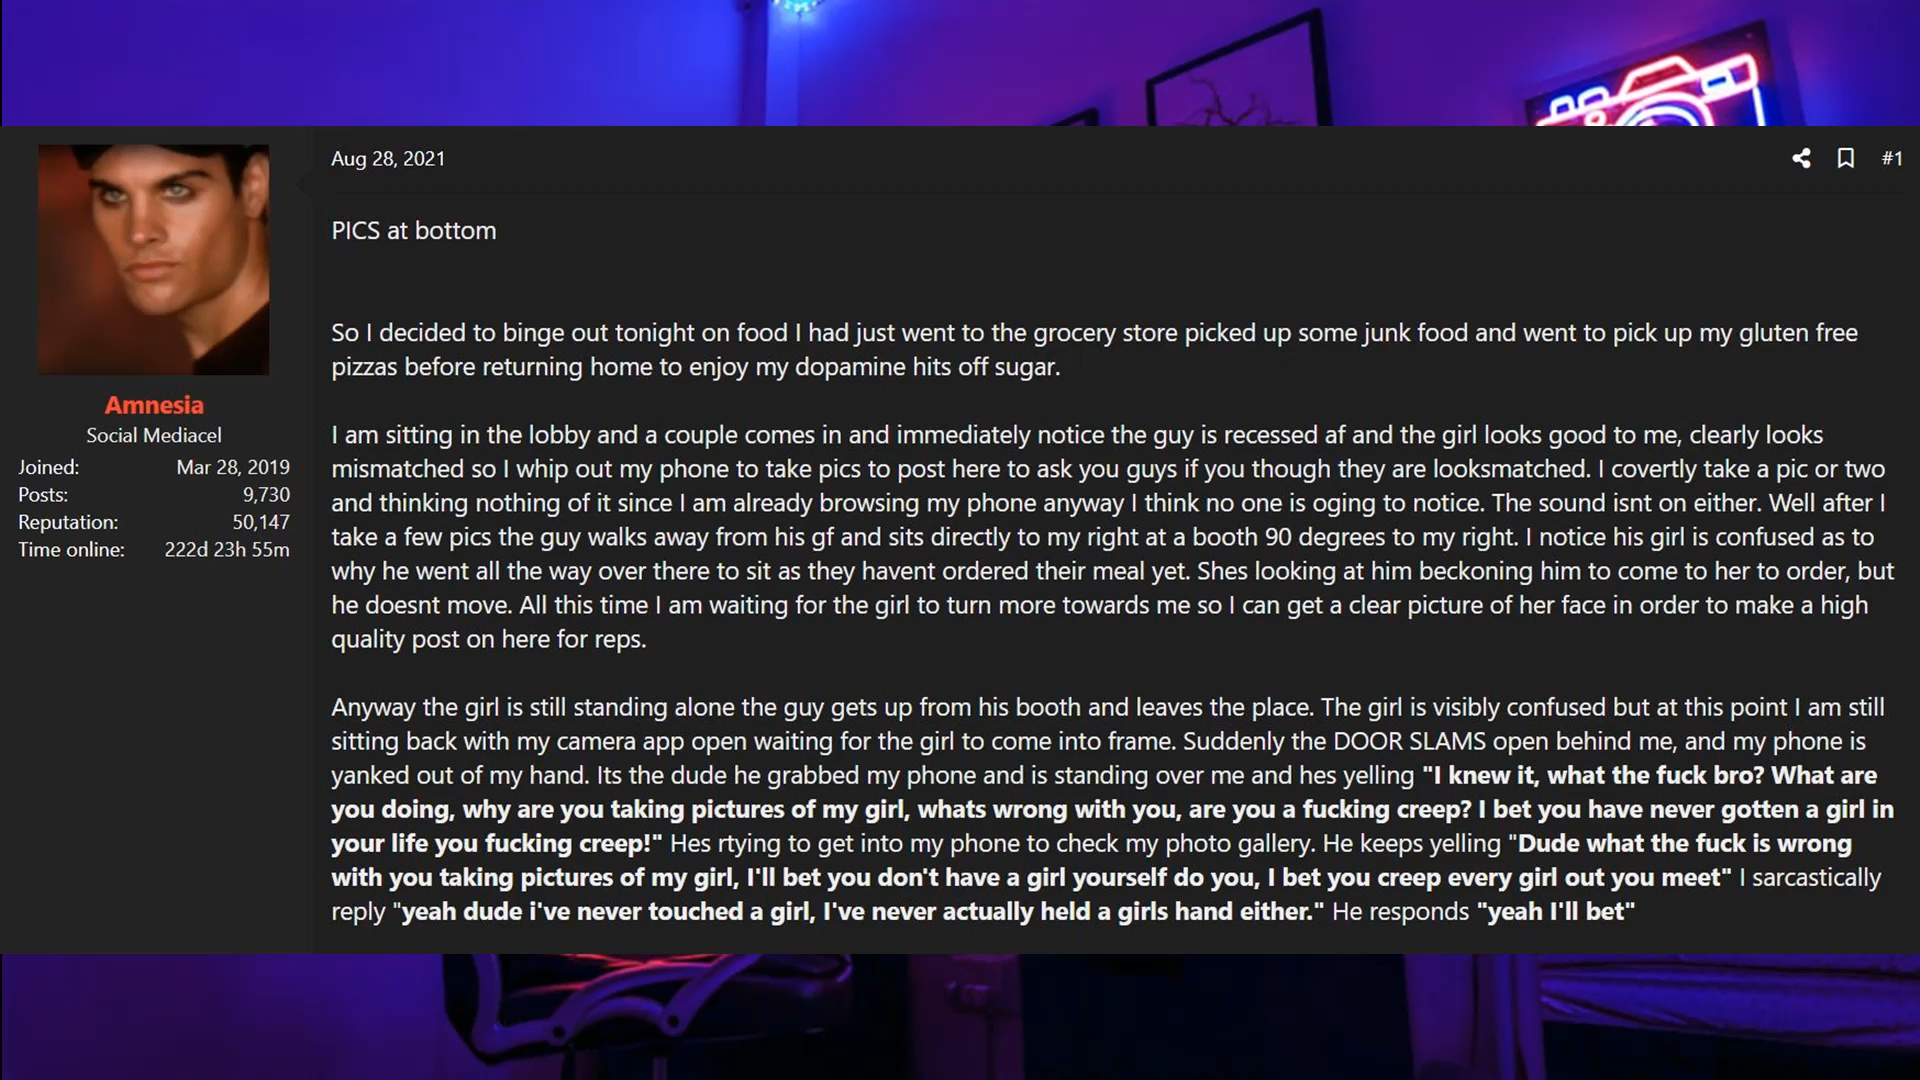 Aug 28, 2021
#1
PICS at bottom
So I decided to binge out tonight on food I had just went to the grocery store picked up some junk food and went to pick up my gluten free
pizzas before returning home to enjoy my dopamine hits off sugar.
I am sitting in the lobby and a couple comes in and immediately notice the guy is recessed af and the girl looks good to me, clearly looks
mismatched so I whip out my phone to take pics to post here to ask you guys if you though they are looksmatched. I covertly take a pic or two
and thinking nothing of it since I am already browsing my phone anyway I think no one is oging to notice. The sound isnt on either. Well after I
take a few pics the guy walks away from his gf and sits directly to my right at a booth 90 degrees to my right. I notice his girl is confused as to
why he went all the way over there to sit as they havent ordered their meal yet. Shes looking at him beckoning him to come to her to order, but
he doesnt move. All this time I am waiting for the girl to turn more towards me so I can get a clear picture of her face in order to make a high
quality post on here for reps.
Anyway the girl is still standing alone the guy gets up from his booth and leaves the place. The girl is visibly confused but at this point I am still
sitting back with my camera app open waiting for the girl to come into frame. Suddenly the DOOR SLAMS open behind me, and my phone is
yanked out of my hand. Its the dude he grabbed my phone and is standing over me and hes yelling "I knew it, what the fuck bro? What are
you doing, why are you taking pictures of my girl, whats wrong with you, are you a fucking creep? I bet you have never gotten a girl in
your life you fucking creep!" Hes rtying to get into my phone to check my photo gallery. He keeps yelling "Dude what the fuck is wrong
with you taking pictures of my girl, I'll bet you don't have a girl yourself do you, I bet you creep every girl out you meet" I sarcastically
reply "yeah dude i've never touched a girl, I've never actually held a girls hand either." He responds "yeah I'll bet"
Amnesia
Social Mediacel
Joined: Mar 28, 2019
Posts: 9,730
Reputation: 50,147
Time online: 222d 23h 55m